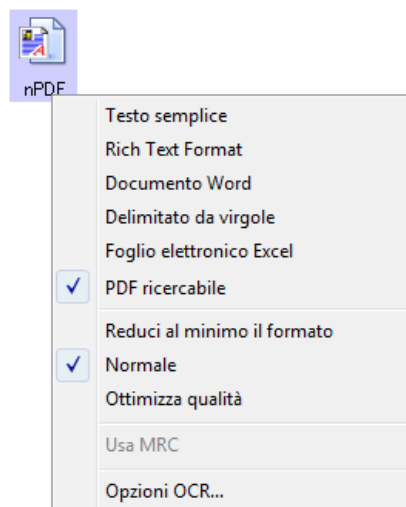 nPDF
Testo semplice
Rich Text Format
Documento Word
Delimitato da virgole
Foglio elettronico Excel
PDF ricercabile
Reduci al minimo il formato
Normale
Ottimizza qualità
Usa MRC
Opzioni OCR...